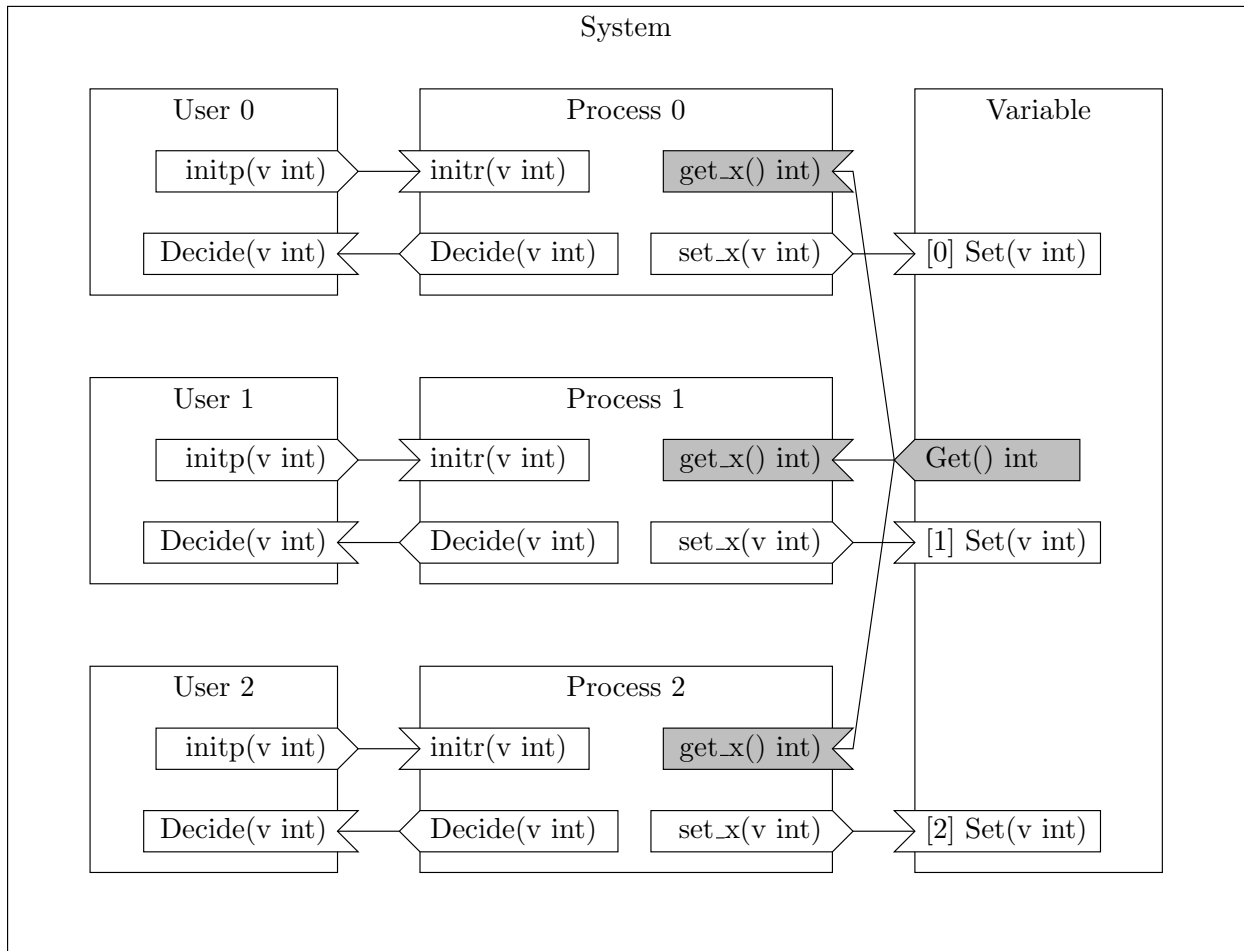 System
User 0
Process 0
Variable
initp(v int)
initr(v int)
get_x() int)
Decide(v int)
Decide(v int)
set_x(v int)
[0] Set(v int)
User 1
Process 1
initp(v int)
initr(v int)
get_x() int)
Get() int
Decide(v int)
Decide(v int)
set_x(v int)
[1] Set(v int)
User 2
Process 2
initp(v int)
initr(v int)
get_x() int)
Decide(v int)
Decide(v int)
set_x(v int)
[2] Set(v int)